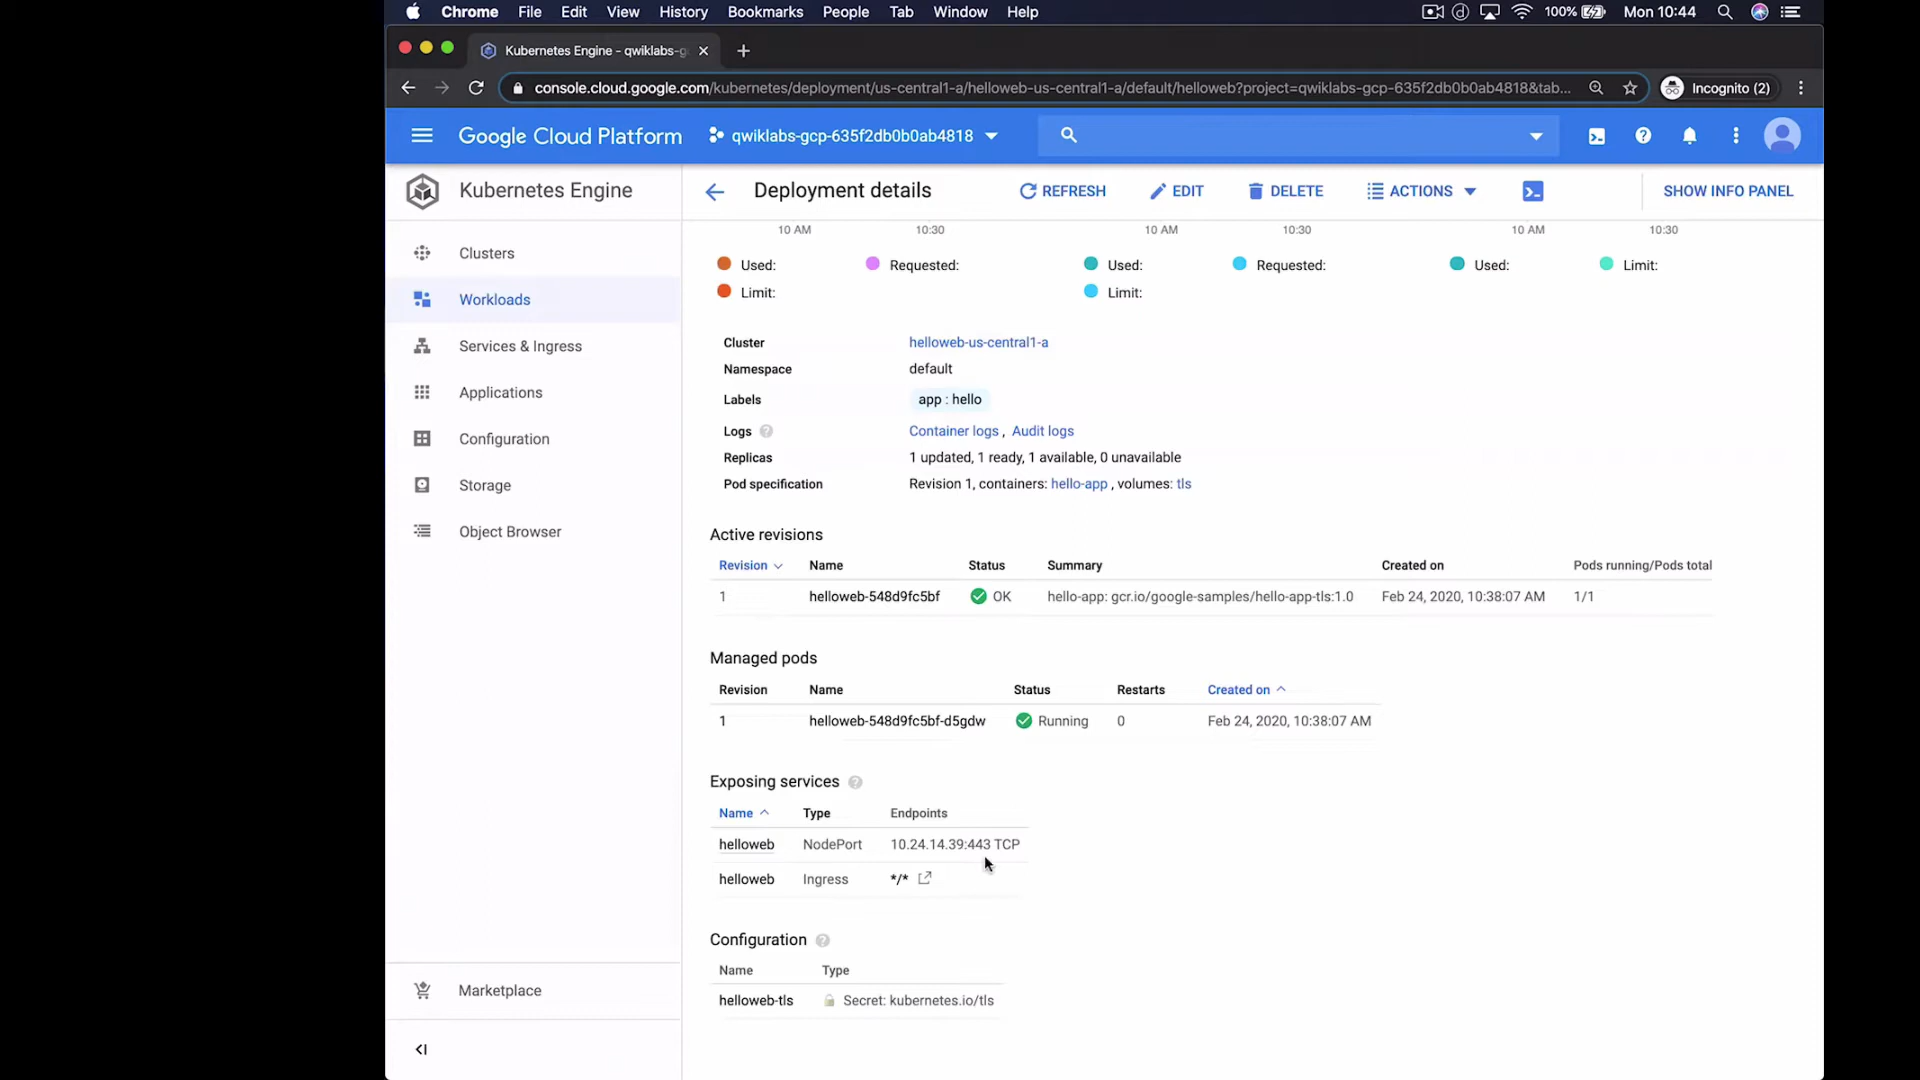 Chrome File Edit View History Bookmarks People Tab Window Help 100% Mon 10:44
Kubernetes Engine - qwiklabs-g
console.cloud.google.com/kubernetes/deployment/us-central1-a/helloweb-us-central1-a/default/helloweb?project=qwiklabs-gcp-635f2db0b0ab4818&tab... Incognito (2)
Google Cloud Platform qwiklabs-gcp-635f2db0b0ab4818
Kubernetes Engine
Clusters
Workloads
Services & Ingress
Applications
Configuration
Storage
Object Browser
Marketplace
Deployment details REFRESH EDIT DELETE ACTIONS SHOW INFO PANEL
10 AM 10:30 10 AM 10:30 10 AM 10:30
Used: Requested: Used: Requested: Used: Limit:
Limit: Limit:
Cluster helloweb-us-central1-a
Namespace default
Labels app : hello
Logs Container logs , Audit logs
Replicas 1 updated, 1 ready, 1 available, 0 unavailable
Pod specification Revision 1, containers: hello-app , volumes: tls
Active revisions
Revision Name Status Summary Created on Pods running/Pods total
1 helloweb-548d9fc5bf OK hello-app: gcr.io/google-samples/hello-app-tls:1.0 Feb 24, 2020, 10:38:07 AM 1/1
Managed pods
Revision Name Status Restarts Created on
1 helloweb-548d9fc5bf-d5gdw Running 0 Feb 24, 2020, 10:38:07 AM
Exposing services
Name Type Endpoints
helloweb NodePort 10.24.14.39:443 TCP
helloweb Ingress */*
Configuration
Name Type
helloweb-tls Secret: kubernetes.io/tls